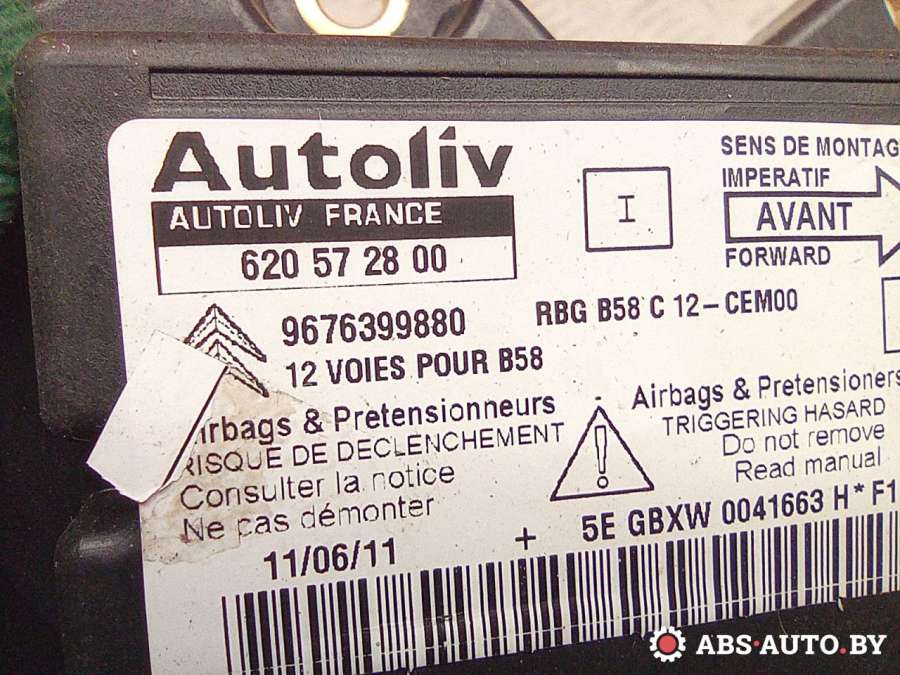 Autoliv
AUTOLIV FRANCE
620 57 28 00
I
SENS DE MONTAG
IMPERATIF
AVANT
FORWARD
9676399880
RBG B58 C 12-CEM00
12 VOIES POUR B58
irbags & Pretensionneurs
RISQUE DE DECLENCHEMENT
Consulter la notice
Ne pas démonter
Airbags & Pretensioners
TRIGGERING HASARD
Do not remove
Read manual
11/06/11
+ 5E GBXW 0041663 H* F1
ABS-AUTO.BY